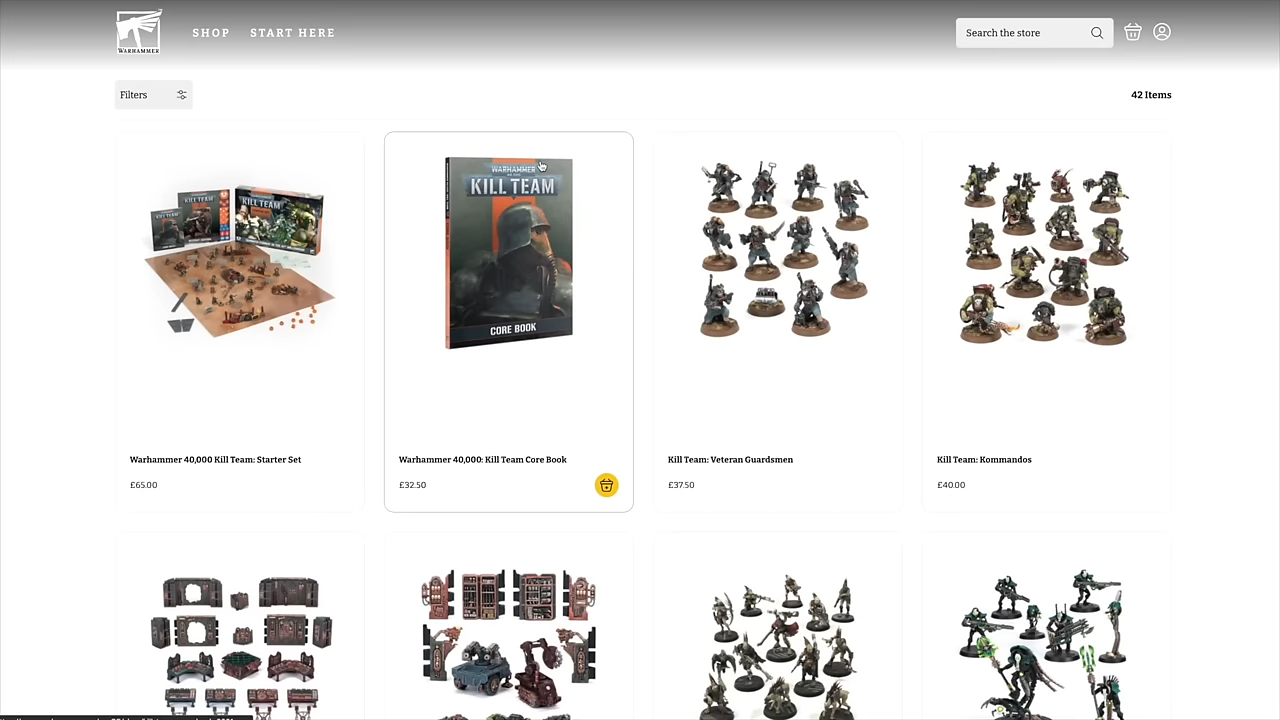 WARHAMMER
SHOP
START HERE
Search the store
Filters
42 Items
KILL TEAM
KILL TEAM
KILL TEAM
WARHAMMER
KILL TEAM
CORE BOOK
Warhammer 40,000 Kill Team: Starter Set
Warhammer 40,000: Kill Team Core Book
Kill Team: Veteran Guardsmen
Kill Team: Kommandos
£65.00
£32.50
£37.50
£40.00